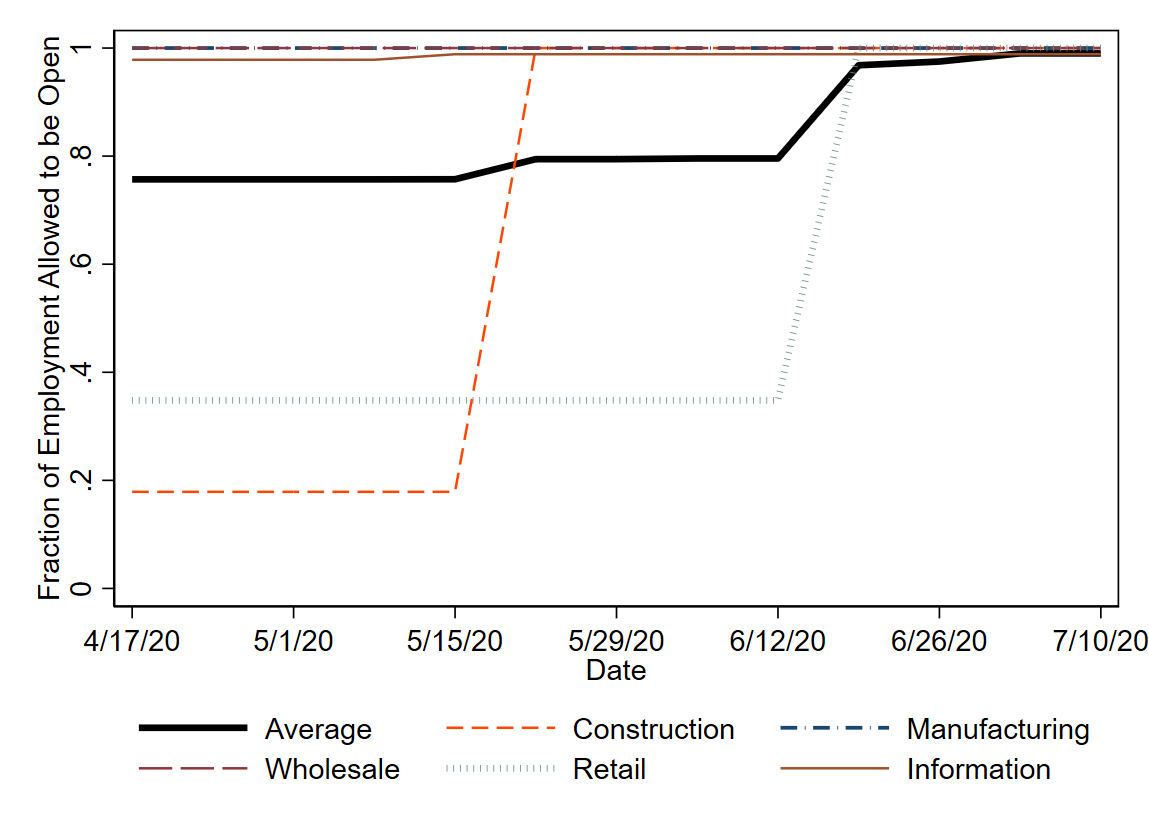 Fraction of Employment Allowed to be Open
1
.8
.6
.4
.2
0
4/17/20 5/1/20 5/15/20 5/29/20 6/12/20 6/26/20 7/10/20
Date
Average Construction Manufacturing
Wholesale Retail Information